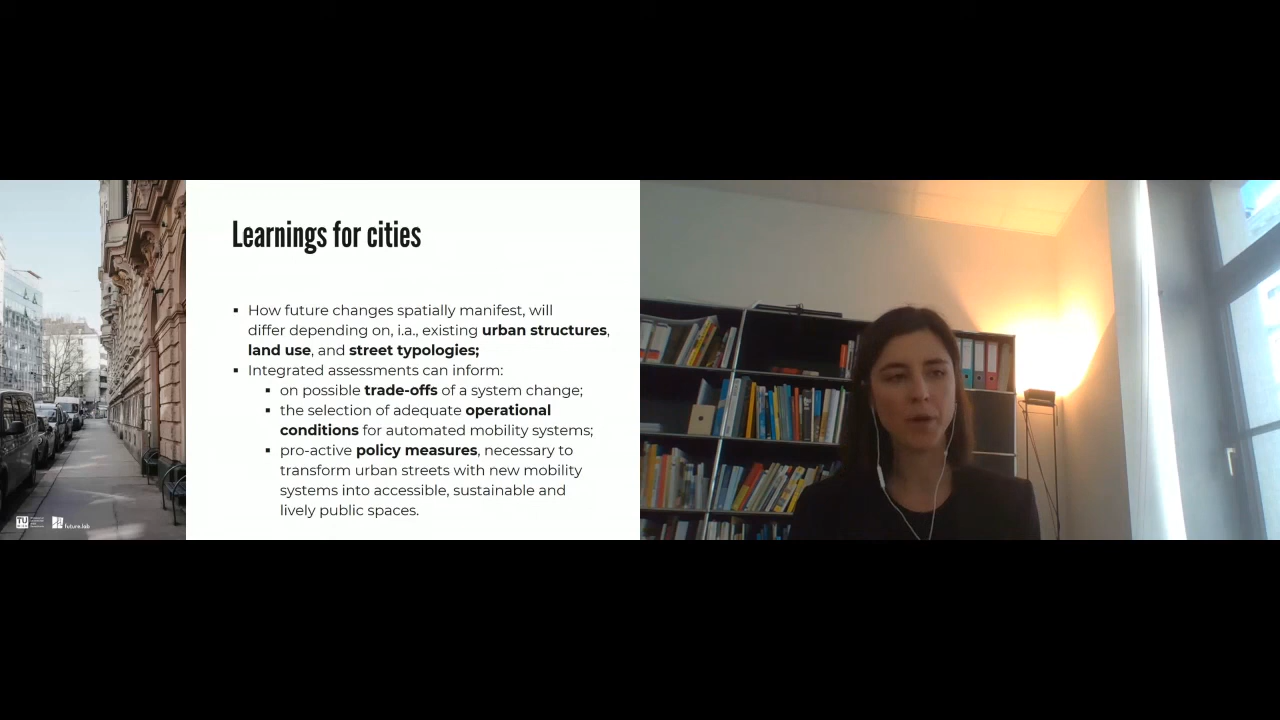 Learnings for cities
▪ How future changes spatially manifest, will
differ depending on, i.a., existing urban structures,
land use, and street typologies;
▪ Integrated assessments can inform:
▪ on possible trade-offs of a system change;
▪ the selection of adequate operational
conditions for automated mobility systems;
▪ pro-active policy measures, necessary to
transform urban streets with new mobility
systems into accessible, sustainable and
lively public spaces.
TU
future.lab